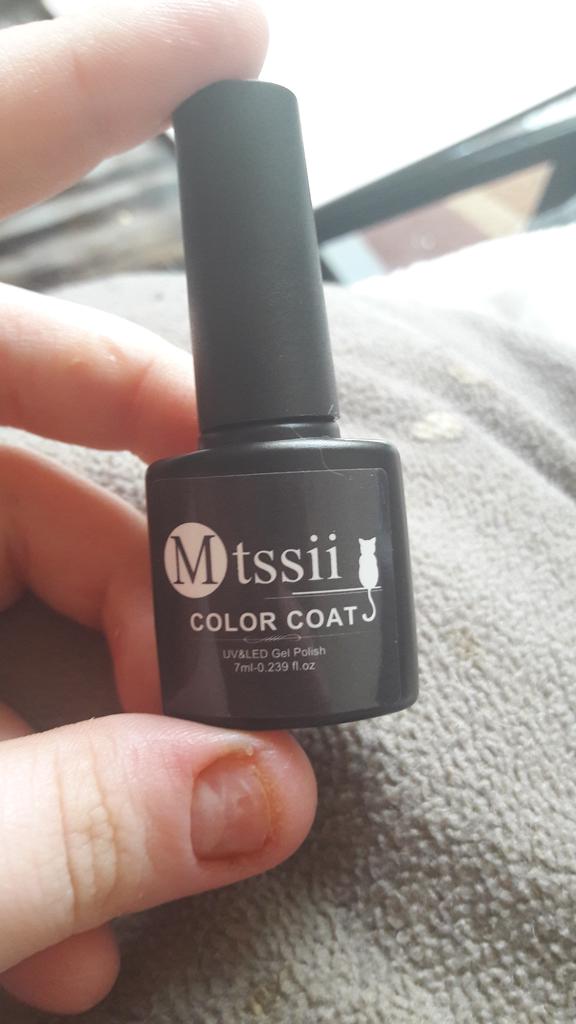 Mtssii
COLOR COAT
UV&LED Gel Polish
7ml-0.239 fl.oz